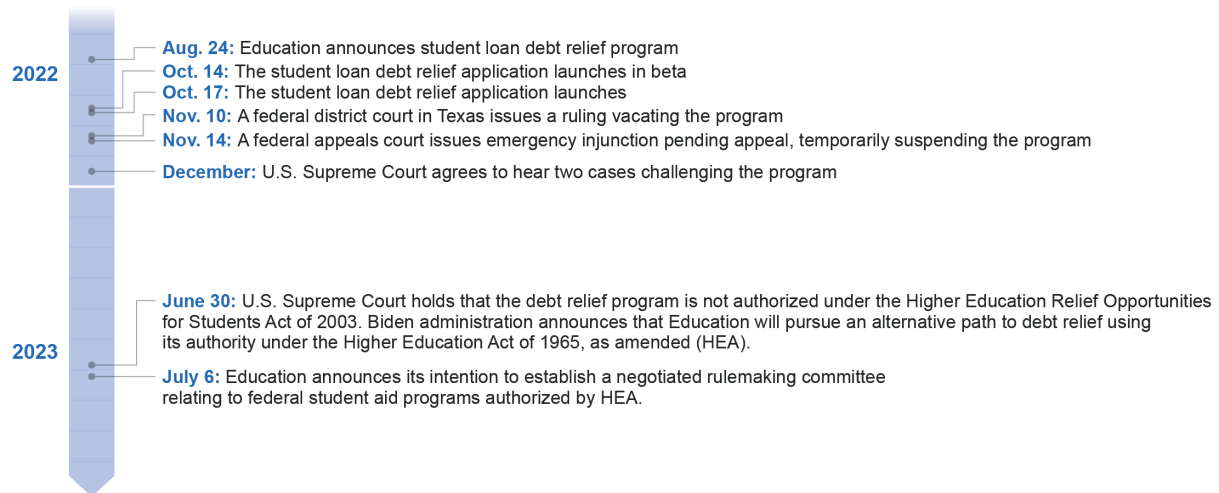 2022
Aug. 24: Education announces student loan debt relief program
Oct. 14: The student loan debt relief application launches in beta
Oct. 17: The student loan debt relief application launches
Nov. 10: A federal district court in Texas issues a ruling vacating the program
Nov. 14: A federal appeals court issues emergency injunction pending appeal, temporarily suspending the program
December: U.S. Supreme Court agrees to hear two cases challenging the program
2023
June 30: U.S. Supreme Court holds that the debt relief program is not authorized under the Higher Education Relief Opportunities
for Students Act of 2003. Biden administration announces that Education will pursue an alternative path to debt relief using
its authority under the Higher Education Act of 1965, as amended (HEA).
July 6: Education announces its intention to establish a negotiated rulemaking committee
relating to federal student aid programs authorized by HEA.